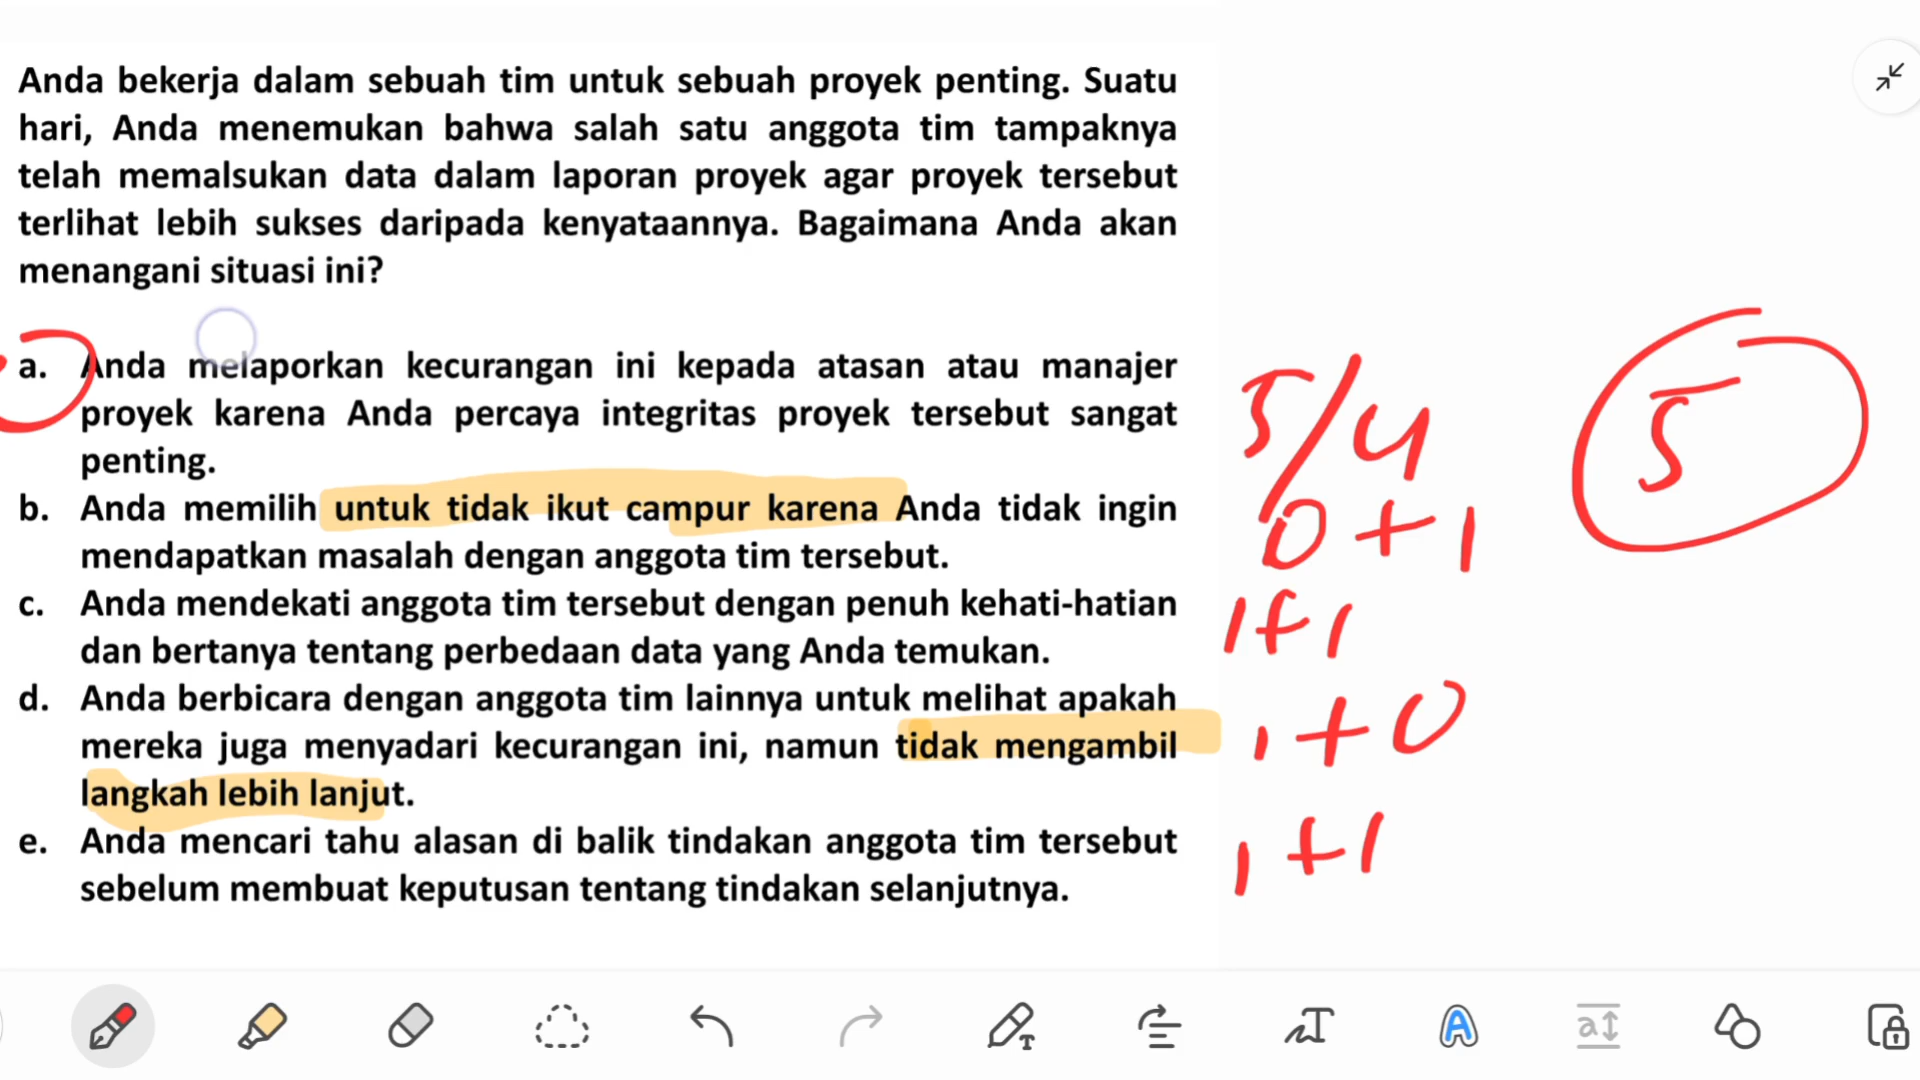 Anda bekerja dalam sebuah tim untuk sebuah proyek penting. Suatu
hari, Anda menemukan bahwa salah satu anggota tim tampaknya
telah memalsukan data dalam laporan proyek agar proyek tersebut
terlihat lebih sukses daripada kenyataannya. Bagaimana Anda akan
menangani situasi ini?
a. Anda melaporkan kecurangan ini kepada atasan atau manajer
proyek karena Anda percaya integritas proyek tersebut sangat
penting.
5/4
5
b. Anda memilih untuk tidak ikut campur karena Anda tidak ingin
mendapatkan masalah dengan anggota tim tersebut.
0+1
c. Anda mendekati anggota tim tersebut dengan penuh kehati-hatian
dan bertanya tentang perbedaan data yang Anda temukan.
1+1
d. Anda berbicara dengan anggota tim lainnya untuk melihat apakah
mereka juga menyadari kecurangan ini, namun tidak mengambil
langkah lebih lanjut.
1+0
e. Anda mencari tahu alasan di balik tindakan anggota tim tersebut
sebelum membuat keputusan tentang tindakan selanjutnya.
1+1